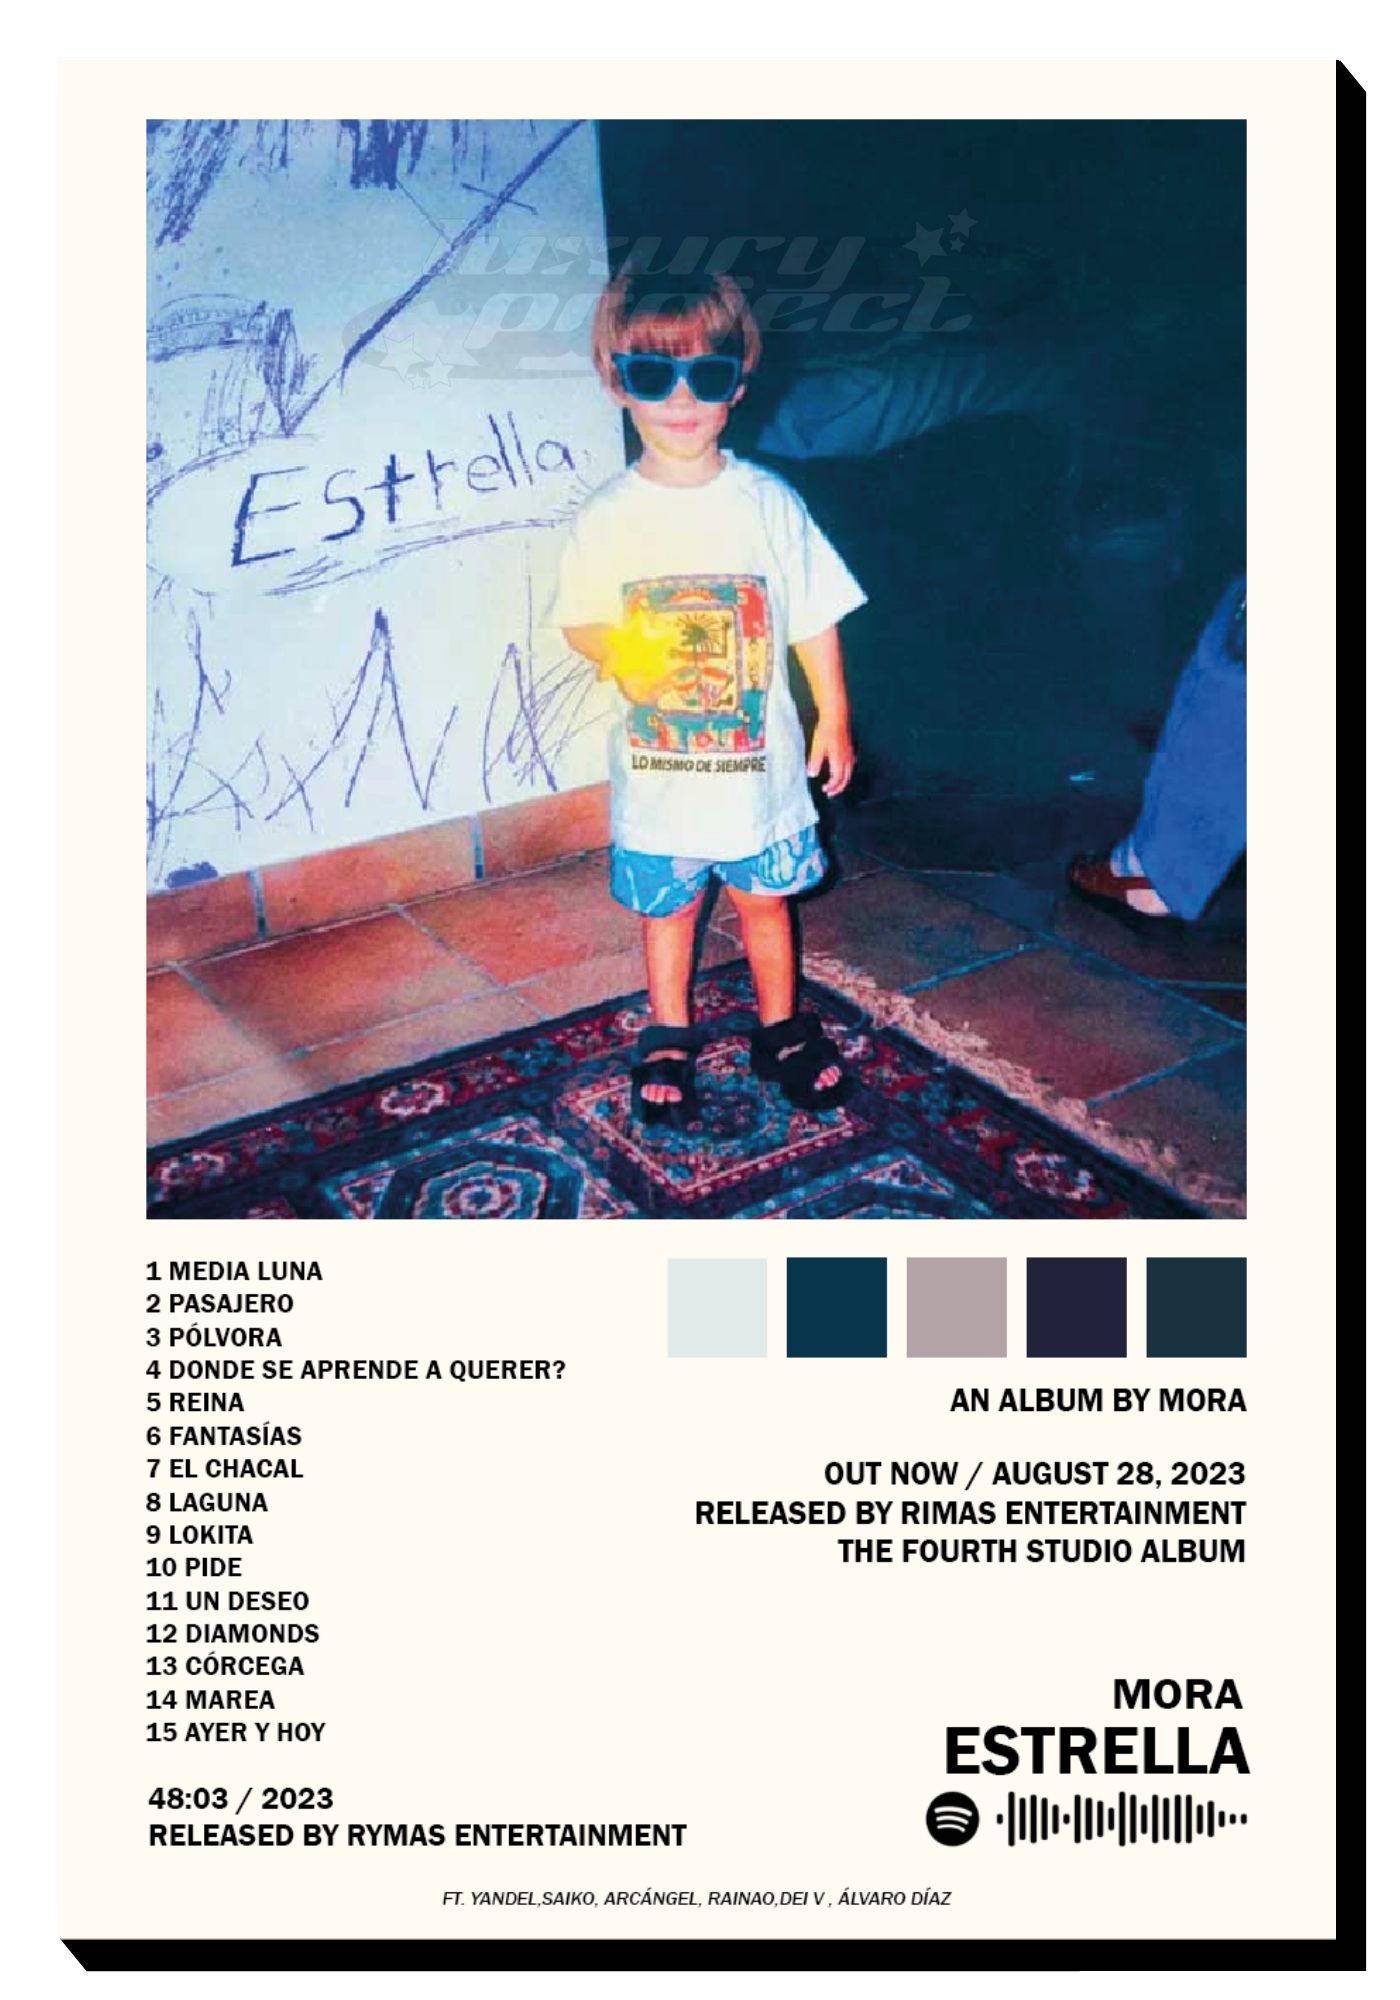 luxury
project
Estrella
LO MISMO DE SIEMPRE
1 MEDIA LUNA
2 PASAJERO
3 PÓLVORA
4 DONDE SE APRENDE A QUERER?
5 REINA
6 FANTASÍAS
7 EL CHACAL
8 LAGUNA
9 LOKITA
10 PIDE
11 UN DESEO
12 DIAMONDS
13 CÓRCEGA
14 MAREA
15 AYER Y HOY
48:03 / 2023
RELEASED BY RYMAS ENTERTAINMENT
AN ALBUM BY MORA
OUT NOW / AUGUST 28, 2023
RELEASED BY RIMAS ENTERTAINMENT
THE FOURTH STUDIO ALBUM
MORA
ESTRELLA
FT. YANDEL,SAIKO, ARCÁNGEL, RAINAO,DEI V , ÁLVARO DÍAZ